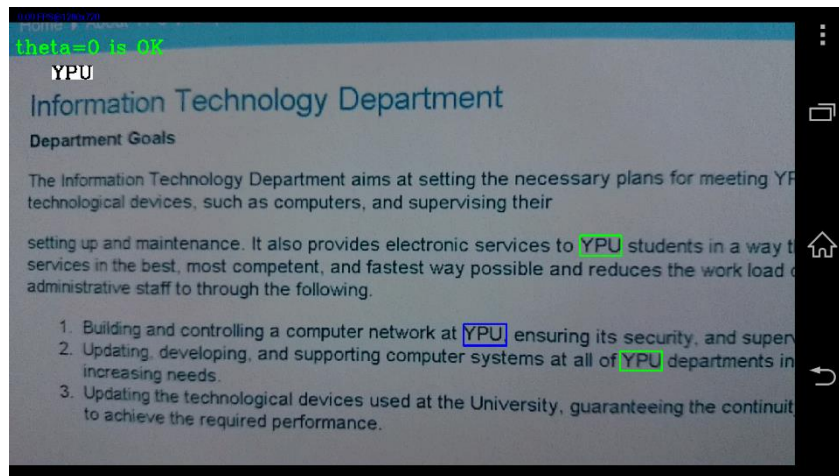 theta=0 is OK
YPU
Information Technology Department
Department Goals
The Information Technology Department aims at setting the necessary plans for meeting
technological devices, such as computers, and supervising their
setting up and maintenance. It also provides electronic services to YPU students in a way
services in the best, most competent, and fastest way possible and reduces the work load
administrative staff to through the following.
1. Building and controlling a computer network at YPU, ensuring its security, and
2. Updating, developing, and supporting computer systems at all of YPU departments in
increasing needs.
3. Updating the technological devices used at the University, guaranteeing the
to achieve the required performance.